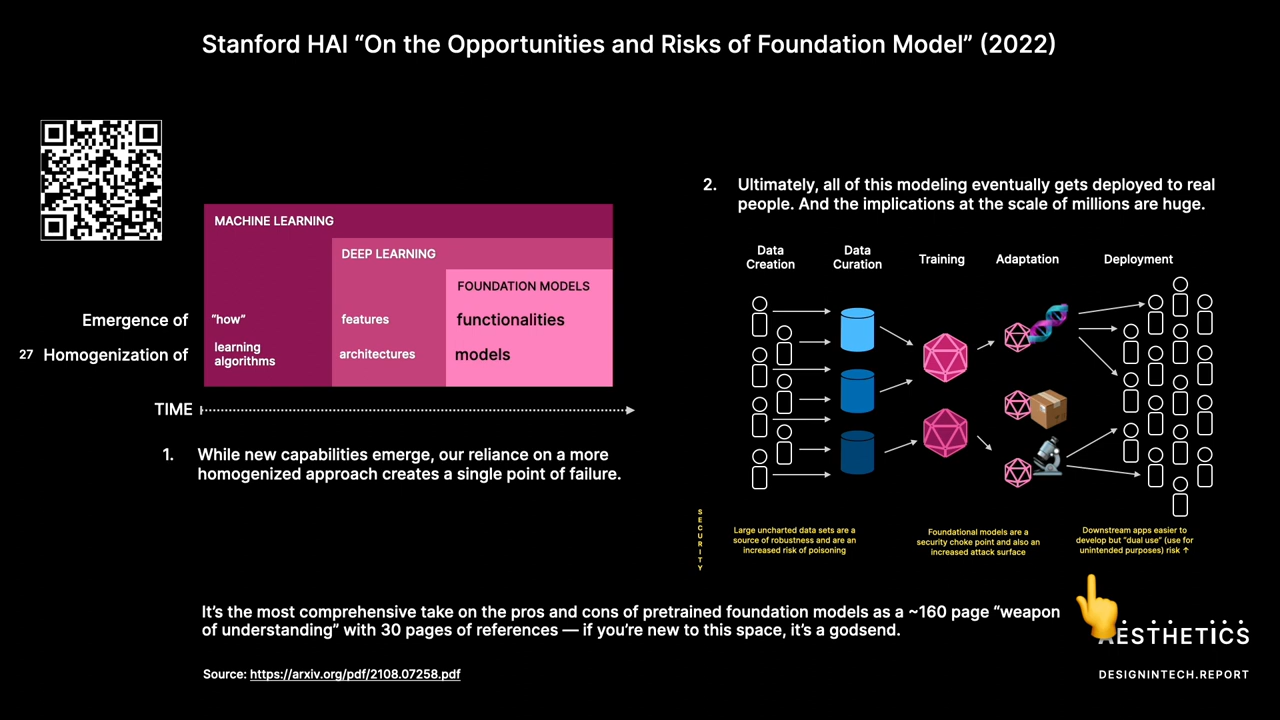 Stanford HAI “On the Opportunities and Risks of Foundation Model” (2022)
MACHINE LEARNING
DEEP LEARNING
FOUNDATION MODELS
Emergence of
”how”
features
functionalities
27
Homogenization of
learning
algorithms
architectures
models
TIME
1. While new capabilities emerge, our reliance on a more
homogenized approach creates a single point of failure.
2. Ultimately, all of this modeling eventually gets deployed to real
people. And the implications at the scale of millions are huge.
Data
Creation
Data
Curation
Training
Adaptation
Deployment
SECURITY
Large uncharted data sets are a
source of robustness and are an
increased risk of poisoning
Foundational models are a
security choke point and also an
increased attack surface
Downstream apps easier to
develop but “dual use” (use for
unintended purposes) risk ↑
It’s the most comprehensive take on the pros and cons of pretrained foundation models as a ~160 page “weapon
of understanding” with 30 pages of references — if you’re new to this space, it’s a godsend.
Source: https://arxiv.org/pdf/2108.07258.pdf
AESTHETICS
DESIGNINTECH.REPORT